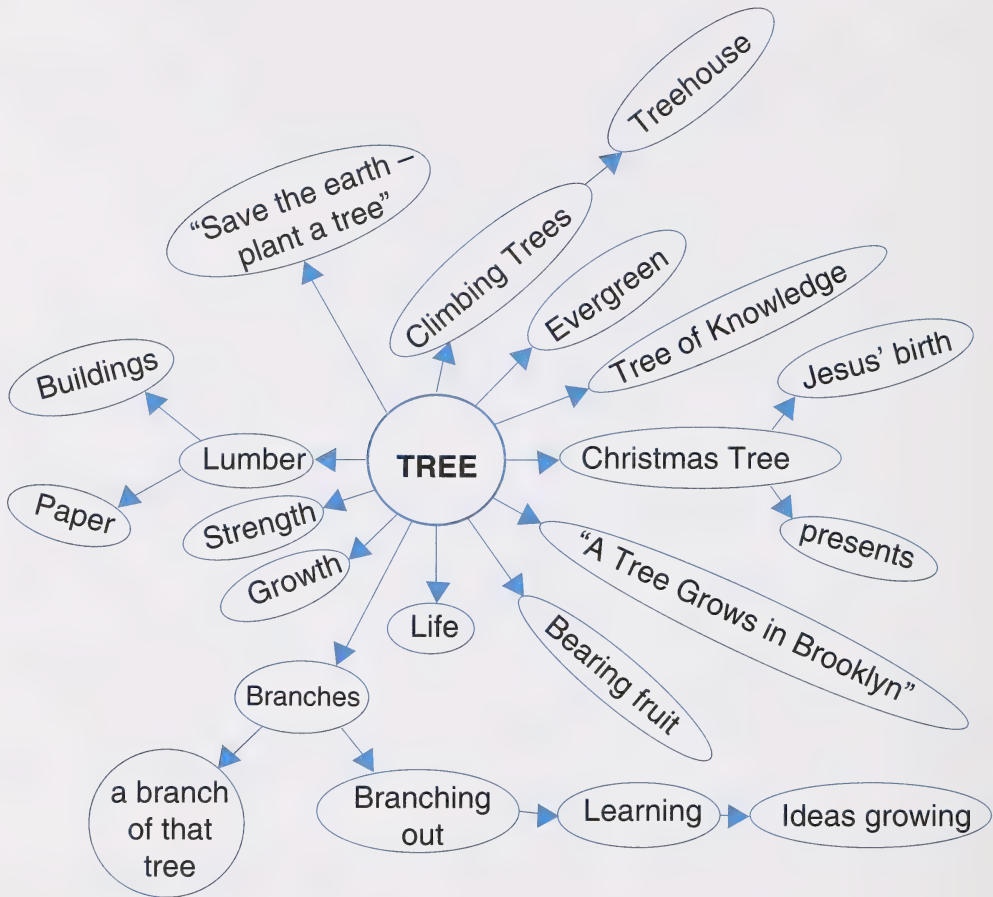 Treehouse
“Save the earth –
plant a tree”
Climbing Trees
Evergreen
Tree of Knowledge
Jesus’ birth
Buildings
Lumber
TREE
Christmas Tree
Paper
Strength
presents
Growth
“A Tree Grows in Brooklyn”
Life
Bearing fruit
Branches
a branch
of that
tree
Branching
out
Learning
Ideas growing